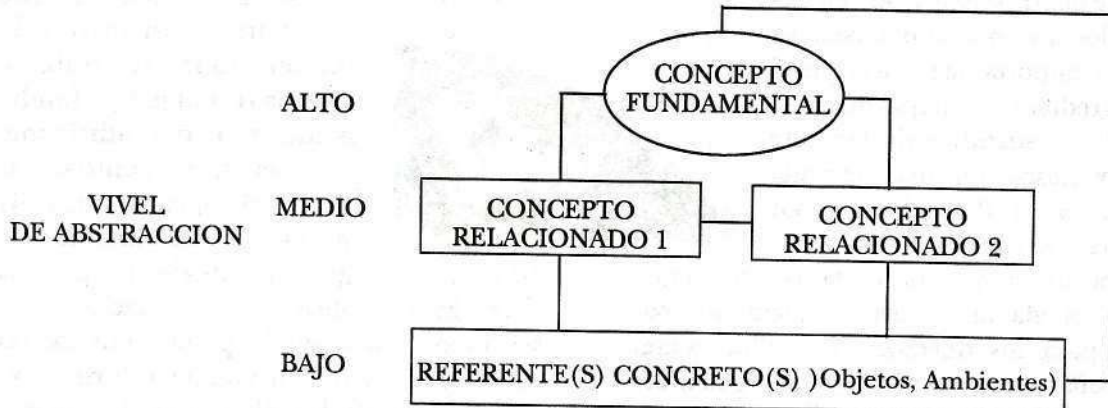 CONCEPTO
FUNDAMENTAL
ALTO
VIVEL
DE ABSTRACCION
MEDIO
CONCEPTO
RELACIONADO 1
CONCEPTO
RELACIONADO 2
BAJO
REFERENTE(S) CONCRETO(S) )Objetos, Ambientes)